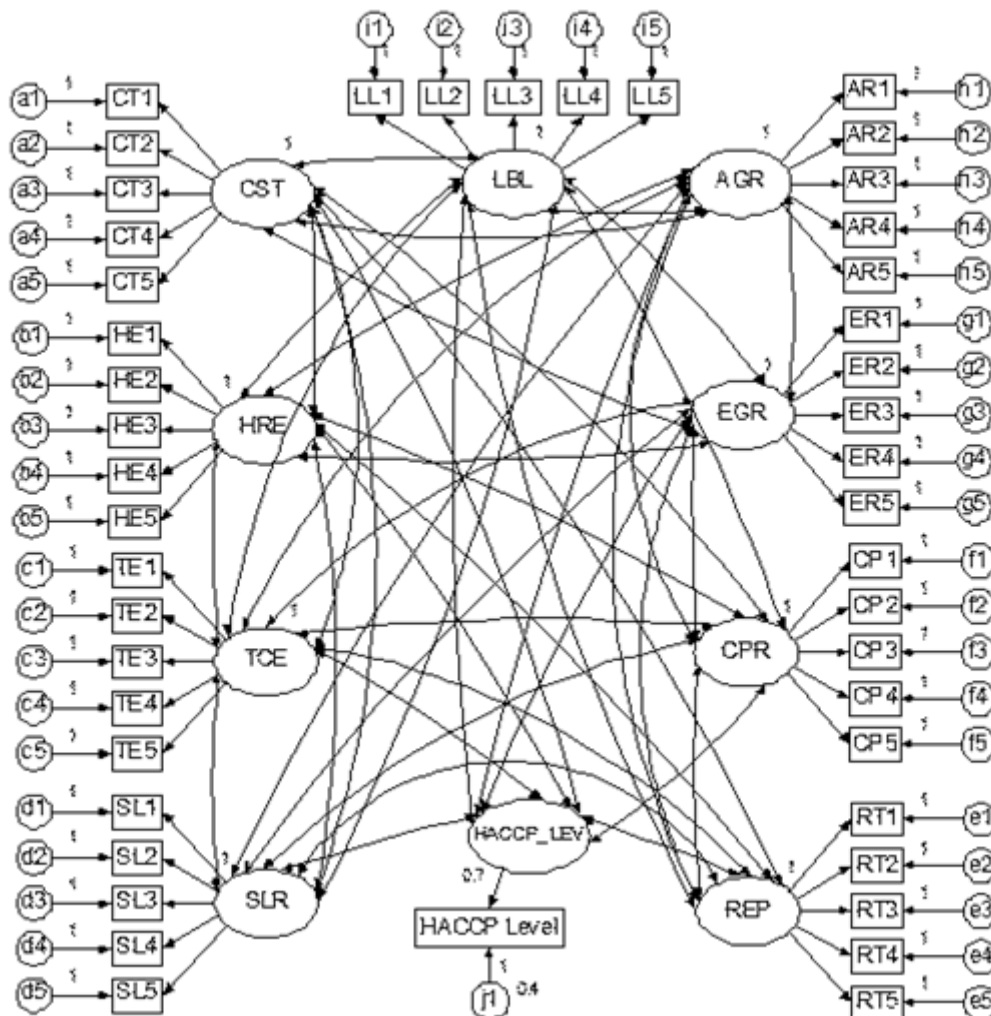 i1 i2 j3 i4 i5
LL1 LL2 LL3 LL4 LL5
a1 CT1
a2 CT2
a3 CT3
a4 CT4
a5 CT5
CST
LBL
AGR
AR1 h1
AR2 h2
AR3 h3
AR4 h4
AR5 h5
b1 HE1
b2 HE2
b3 HE3
b4 HE4
b5 HE5
HRE
EGR
ER1 g1
ER2 g2
ER3 g3
ER4 g4
ER5 g5
c1 TE1
c2 TE2
c3 TE3
c4 TE4
c5 TE5
TCE
CPR
CP1 f1
CP2 f2
CP3 f3
CP4 f4
CP5 f5
d1 SL1
d2 SL2
d3 SL3
d4 SL4
d5 SL5
SLR
HACCP_LEV
0.7
HACCP Level
j1
0.4
REP
RT1 e1
RT2 e2
RT3 e3
RT4 e4
RT5 e5